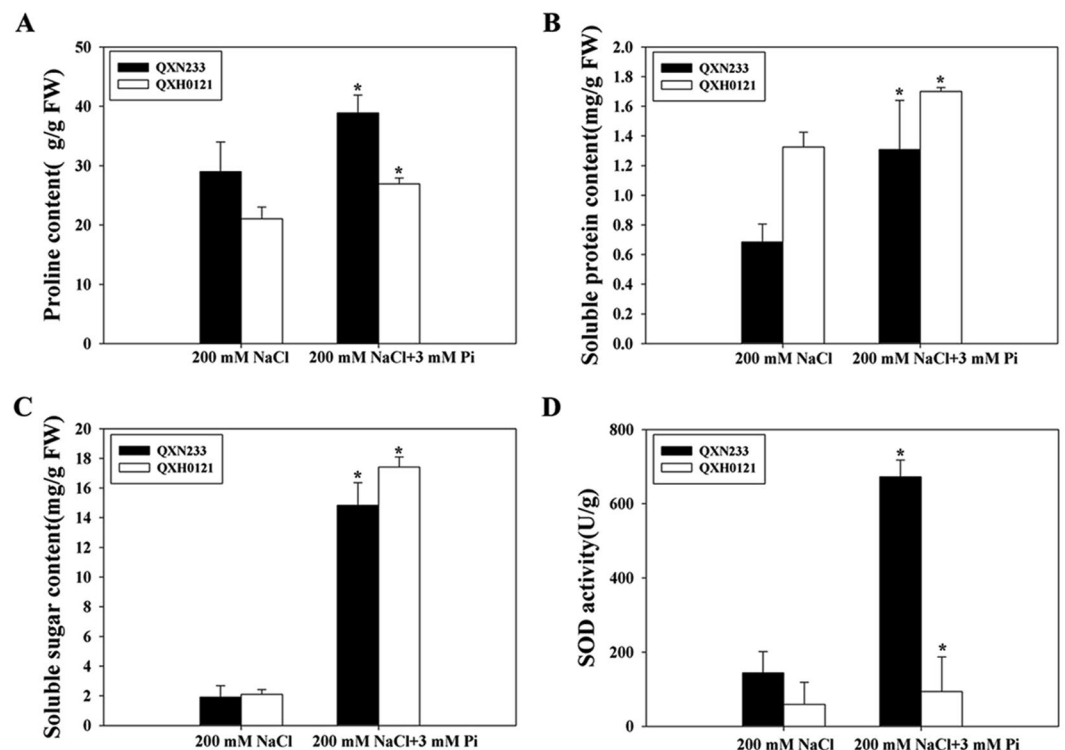 A
Proline content( g/g FW)
50
40
30
20
10
0
QXN233
QXH0121
*
*
200 mM NaCl
200 mM NaCl+3 mM Pi
B
Soluble protein content(mg/g FW)
2.0
1.8
1.6
1.4
1.2
1.0
0.8
0.6
0.4
0.2
0.0
QXN233
QXH0121
*
*
200 mM NaCl
200 mM NaCl+3 mM Pi
C
Soluble sugar content(mg/g FW)
20
18
16
14
12
10
8
6
4
2
0
QXN233
QXH0121
*
*
200 mM NaCl
200 mM NaCl+3 mM Pi
D
SOD activity(U/g)
800
600
400
200
0
QXN233
QXH0121
*
*
200 mM NaCl
200 mM NaCl+3 mM Pi